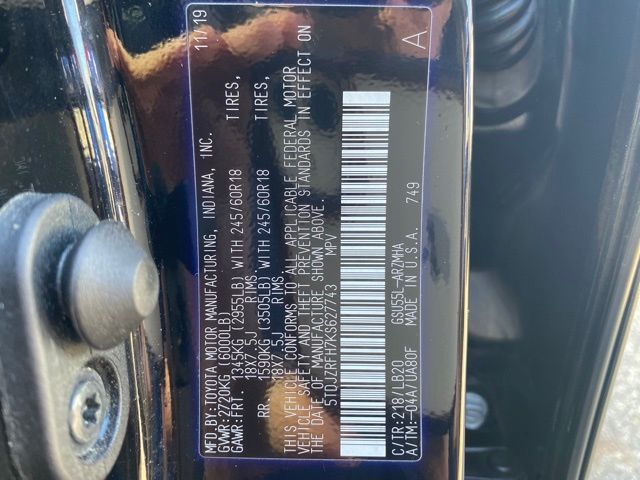 MFD.BY: TOYOTA MOTOR MANUFACTURING, INDIANA, INC. 11/19
GVWR:2720KG (6000LB)
GAWR:FRT. 1345KG (2955LB) WITH 245/60R18 TIRES,
18X7.5J RIMS
RR. 1590KG (3505LB) WITH 245/60R18 TIRES,
18X7.5J RIMS.
THIS VEHICLE CONFORMS TO ALL APPLICABLE FEDERAL MOTOR
VEHICLE SAFETY AND THEFT PREVENTION STANDARDS IN EFFECT ON
THE DATE OF MANUFACTURE SHOWN ABOVE.
5TDJZRFH7KS627743 MPV
A
C/TR:218/LB20 GSU55L-ARZMHA
A/TM:-04A/UA80F MADE IN U.S.A. 749